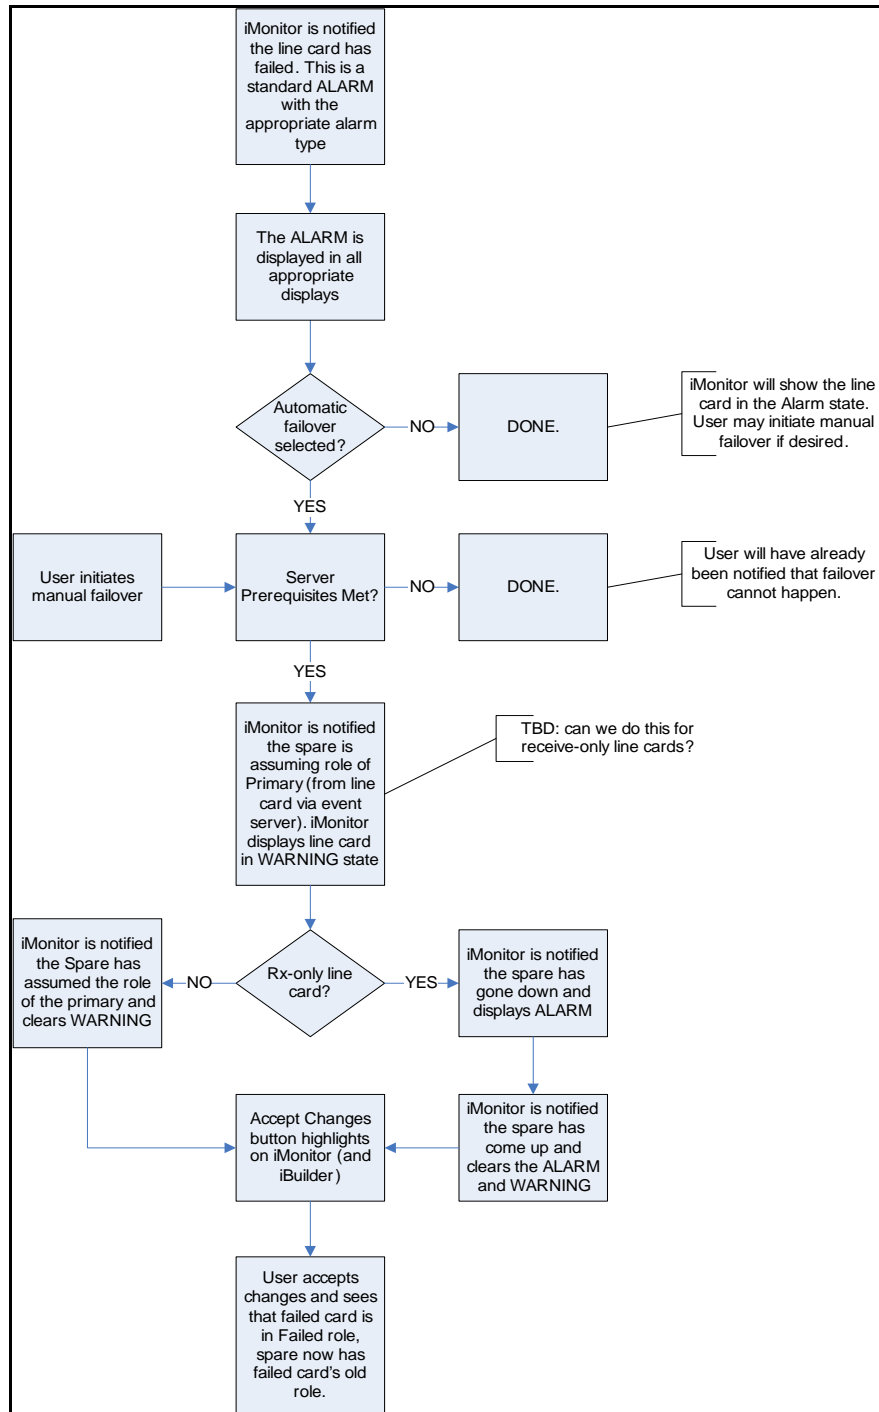 iMonitor is notified
the line card has
failed. This is a
standard ALARM
with the
appropriate alarm
type
The ALARM is
displayed in all
appropriate
displays
Automatic
failover
selected?
NO
DONE.
iMonitor will show the line
card in the Alarm state.
User may initiate manual
failover if desired.
YES
User initiates
manual failover
Server
Prerequisites Met?
NO
DONE.
User will have already
been notified that failover
cannot happen.
YES
iMonitor is notified
the spare is
assuming role of
Primary (from line
card via event
server). iMonitor
displays line card
in WARNING state
TBD: can we do this for
receive-only line cards?
iMonitor is notified
the Spare has
assumed the role
of the primary and
clears WARNING
NO
Rx-only line
card?
YES
iMonitor is notified
the spare has
gone down and
displays ALARM
Accept Changes
button highlights
on iMonitor (and
iBuilder)
iMonitor is notified
the spare has
come up and
clears the ALARM
and WARNING
User accepts
changes and sees
that failed card is
in Failed role,
spare now has
failed card's old
role.